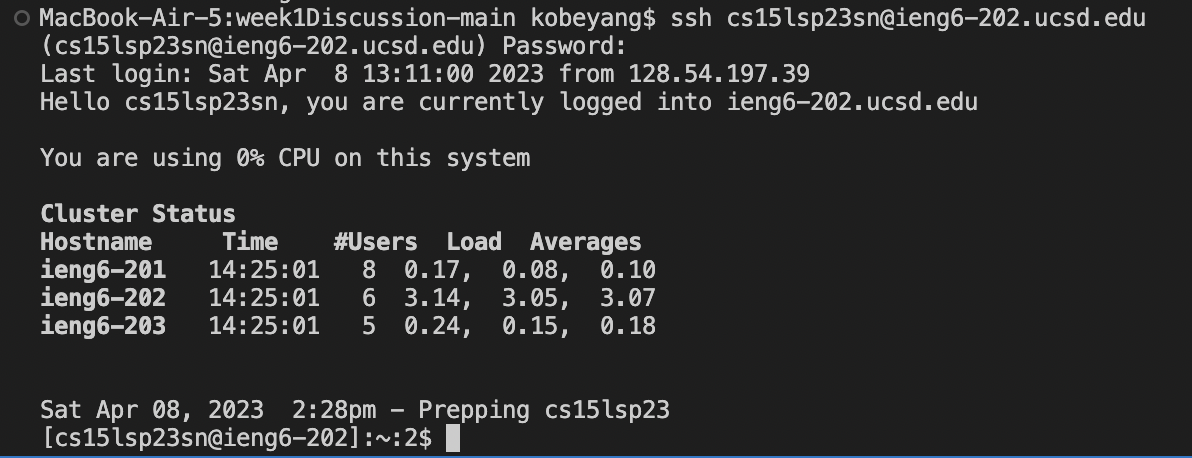 MacBook-Air-5:week1Discussion-main kobeyang$ ssh cs15lsp23sn@ieng6-202.ucsd.edu
(cs15lsp23sn@ieng6-202.ucsd.edu) Password:
Last login: Sat Apr  8 13:11:00 2023 from 128.54.197.39
Hello cs15lsp23sn, you are currently logged into ieng6-202.ucsd.edu
You are using 0% CPU on this system
Cluster Status
Hostname     Time    #Users  Load  Averages
ieng6-201   14:25:01   8  0.17,  0.08,  0.10
ieng6-202   14:25:01   6  3.14,  3.05,  3.07
ieng6-203   14:25:01   5  0.24,  0.15,  0.18
Sat Apr 08, 2023  2:28pm - Prepping cs15lsp23
[cs15lsp23sn@ieng6-202]:~:2$